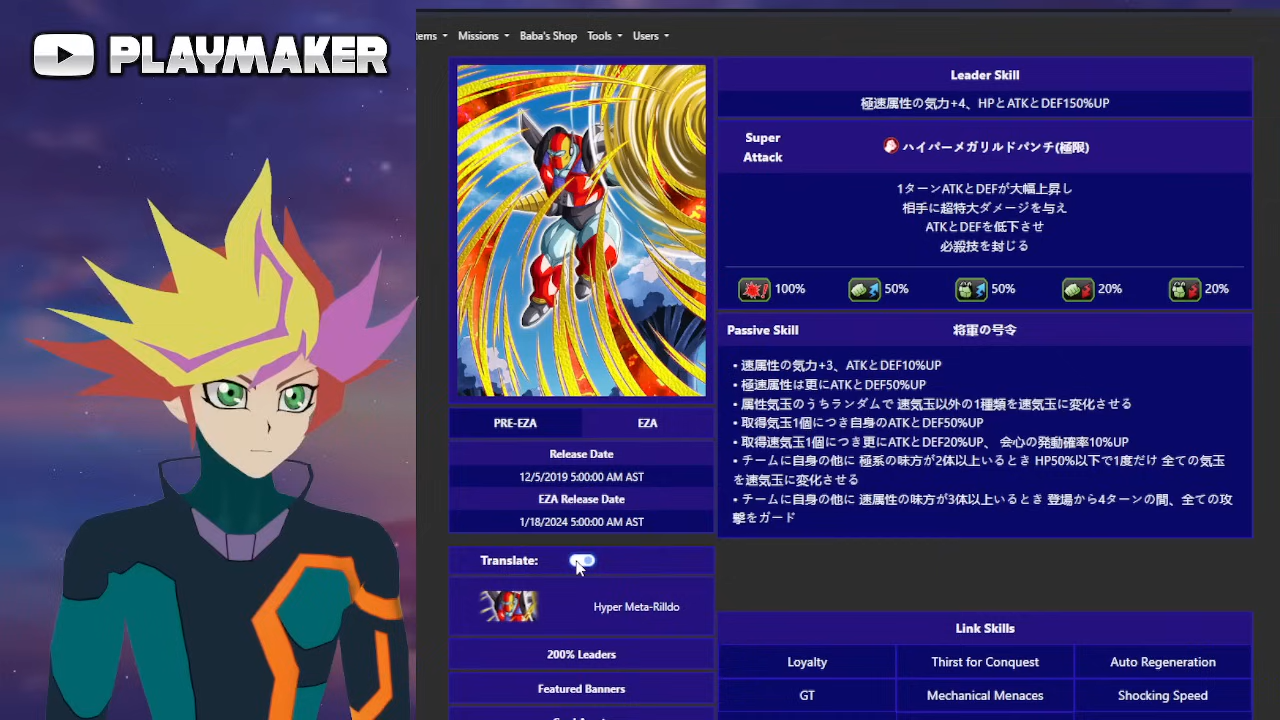 PLAYMAKER
Missions
Baba's Shop
Tools
Users
Leader Skill
極速属性の気力+4、HPとATKとDEF150%UP
Super
Attack
ハイパーメガリルドパンチ(極限)
1ターンATKとDEFが大幅上昇し
相手に超特大ダメージを与え
ATKとDEFを低下させ
必殺技を封じる
100%
50%
50%
20%
20%
Passive Skill
将軍の号令
• 速属性の気力+3、ATKとDEF10%UP
• 極速属性は更にATKとDEF50%UP
• 属性気玉のうちランダムで 速気玉以外の1種類を速気玉に変化させる
• 取得気玉1個につき自身のATKとDEF50%UP
• 取得速気玉1個につき更にATKとDEF20%UP、 会心の発動確率10%UP
• チームに自身の他に 極系の味方が2体以上いるとき HP50%以下で1度だけ 全ての気玉
を速気玉に変化させる
• チームに自身の他に 速属性の味方が3体以上いるとき 登場から4ターンの間、全ての攻
撃をガード
PRE-EZA
EZA
Release Date
12/5/2019 5:00:00 AM AST
EZA Release Date
1/18/2024 5:00:00 AM AST
Translate:
Hyper Meta-Rilldo
200% Leaders
Featured Banners
Link Skills
Loyalty
Thirst for Conquest
Auto Regeneration
GT
Mechanical Menaces
Shocking Speed